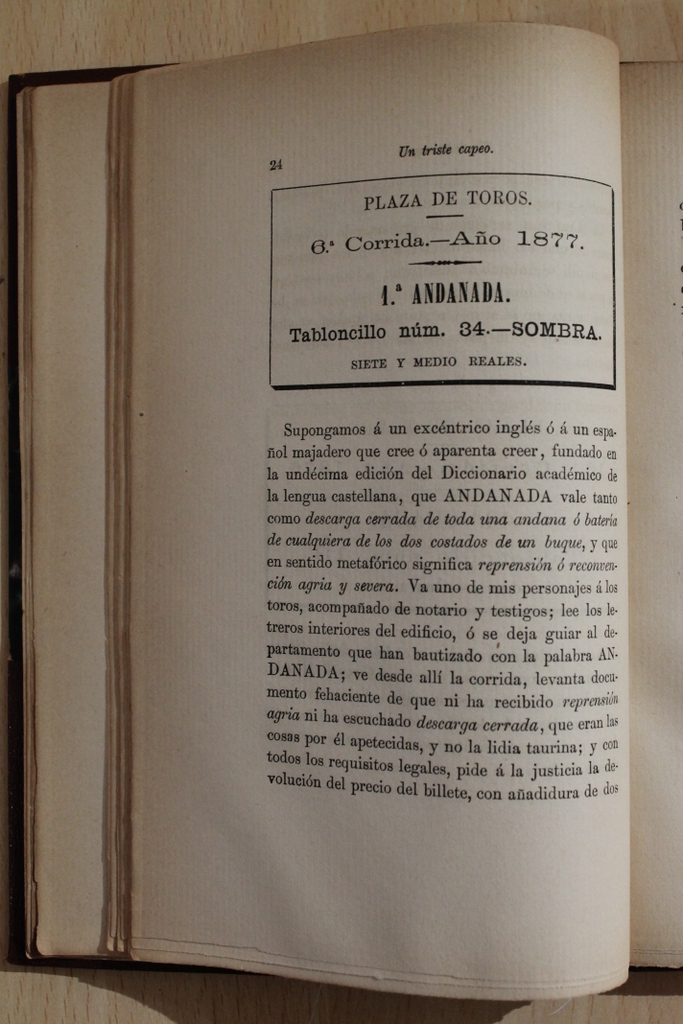 Un triste capeo.
24
PLAZA DE TOROS.
6.ª Corrida.—Año 1877.
1.ª ANDANADA.
Tabloncillo núm. 34.—SOMBRA.
SIETE Y MEDIO REALES.
Supongamos á un excéntrico inglés ó á un espa-
ñol majadero que cree ó aparenta creer, fundado en
la undécima edición del Diccionario académico de
la lengua castellana, que ANDANADA vale tanto
como descarga cerrada de toda una andana ó batería
de cualquiera de los dos costados de un buque, y que
en sentido metafórico significa reprensión ó reconven-
ción agria y severa. Va uno de mis personajes á los
toros, acompañado de notario y testigos; lee los le-
treros interiores del edificio, ó se deja guiar al de-
partamento que han bautizado con la palabra AN-
DANADA; ve desde allí la corrida, levanta docu-
mento fehaciente de que ni ha recibido reprensión
agria ni ha escuchado descarga cerrada, que eran las
cosas por él apetecidas, y no la lidia taurina; y con
todos los requisitos legales, pide á la justicia la de-
volución del precio del billete, con añadidura de dos